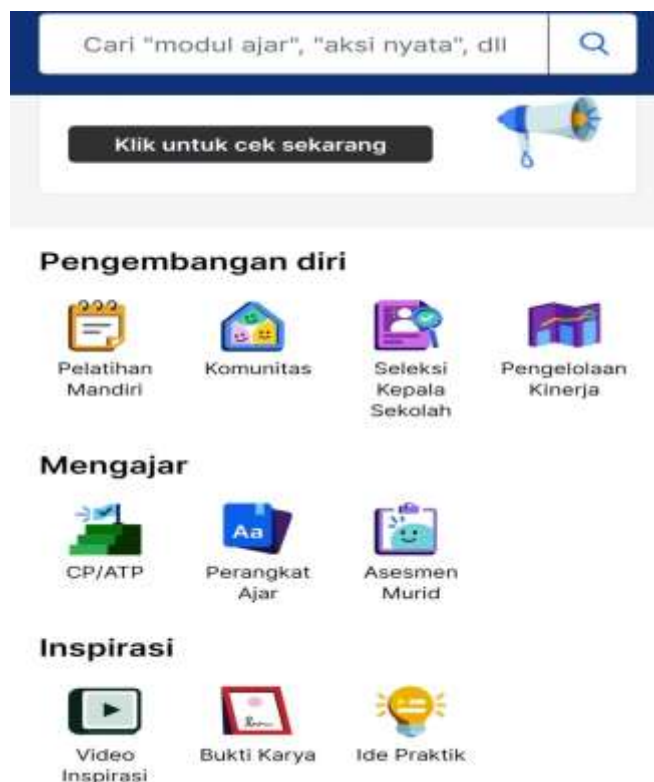 Cari "modul ajar", "aksi nyata", dll
Klik untuk cek sekarang
Pengembangan diri
Pelatihan
Mandiri
Komunitas
Seleksi
Kepala
Sekolah
Pengelolaan
Kinerja
Mengajar
CP/ATP
Aa
Perangkat
Ajar
Asesmen
Murid
Inspirasi
Video
Inspirasi
Bukti Karya
Ide Praktik